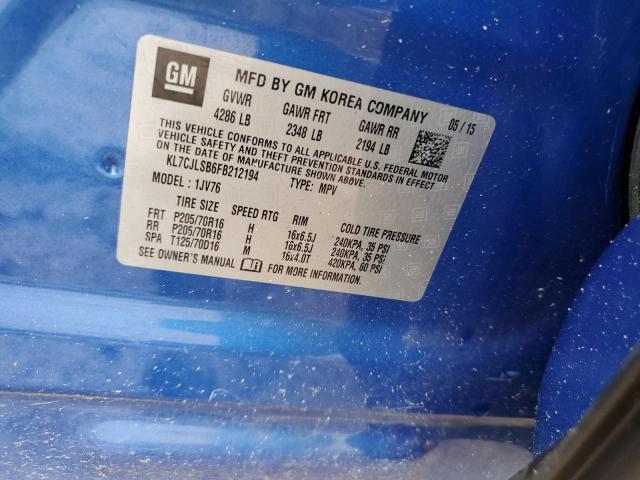 GM
MFD BY GM KOREA COMPANY
GVWR GAWR FRT GAWR RR 05/15
4286 LB 2348 LB 2194 LB
THIS VEHICLE CONFORMS TO ALL APPLICABLE U.S. FEDERAL MOTOR
VEHICLE SAFETY AND THEFT PREVENTION STANDARDS IN EFFECT
ON THE DATE OF MANUFACTURE SHOWN ABOVE.
KL7CJLSB6FB212194 TYPE: MPV
MODEL: 1JV76
TIRE SIZE SPEED RTG RIM COLD TIRE PRESSURE
FRT P205/70R16 H 16x6.5J 240KPA, 35 PSI
RR P205/70R16 H 16x6.5J 240KPA, 35 PSI
SPA T125/70D16 M 16x4.0T 420KPA, 60 PSI
SEE OWNER'S MANUAL FOR MORE INFORMATION.